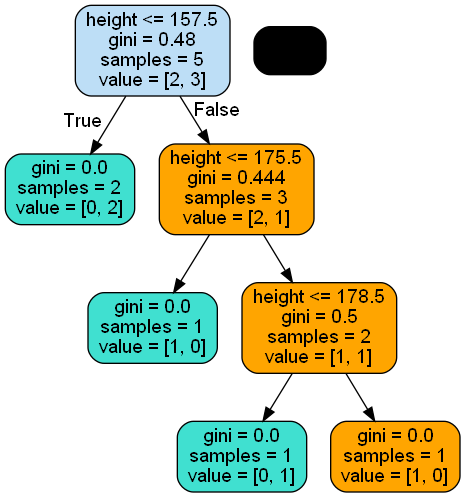 height <= 157.5
gini = 0.48
samples = 5
value = [2, 3]
True
False
gini = 0.0
samples = 2
value = [0, 2]
height <= 175.5
gini = 0.444
samples = 3
value = [2, 1]
gini = 0.0
samples = 1
value = [1, 0]
height <= 178.5
gini = 0.5
samples = 2
value = [1, 1]
gini = 0.0
samples = 1
value = [0, 1]
gini = 0.0
samples = 1
value = [1, 0]